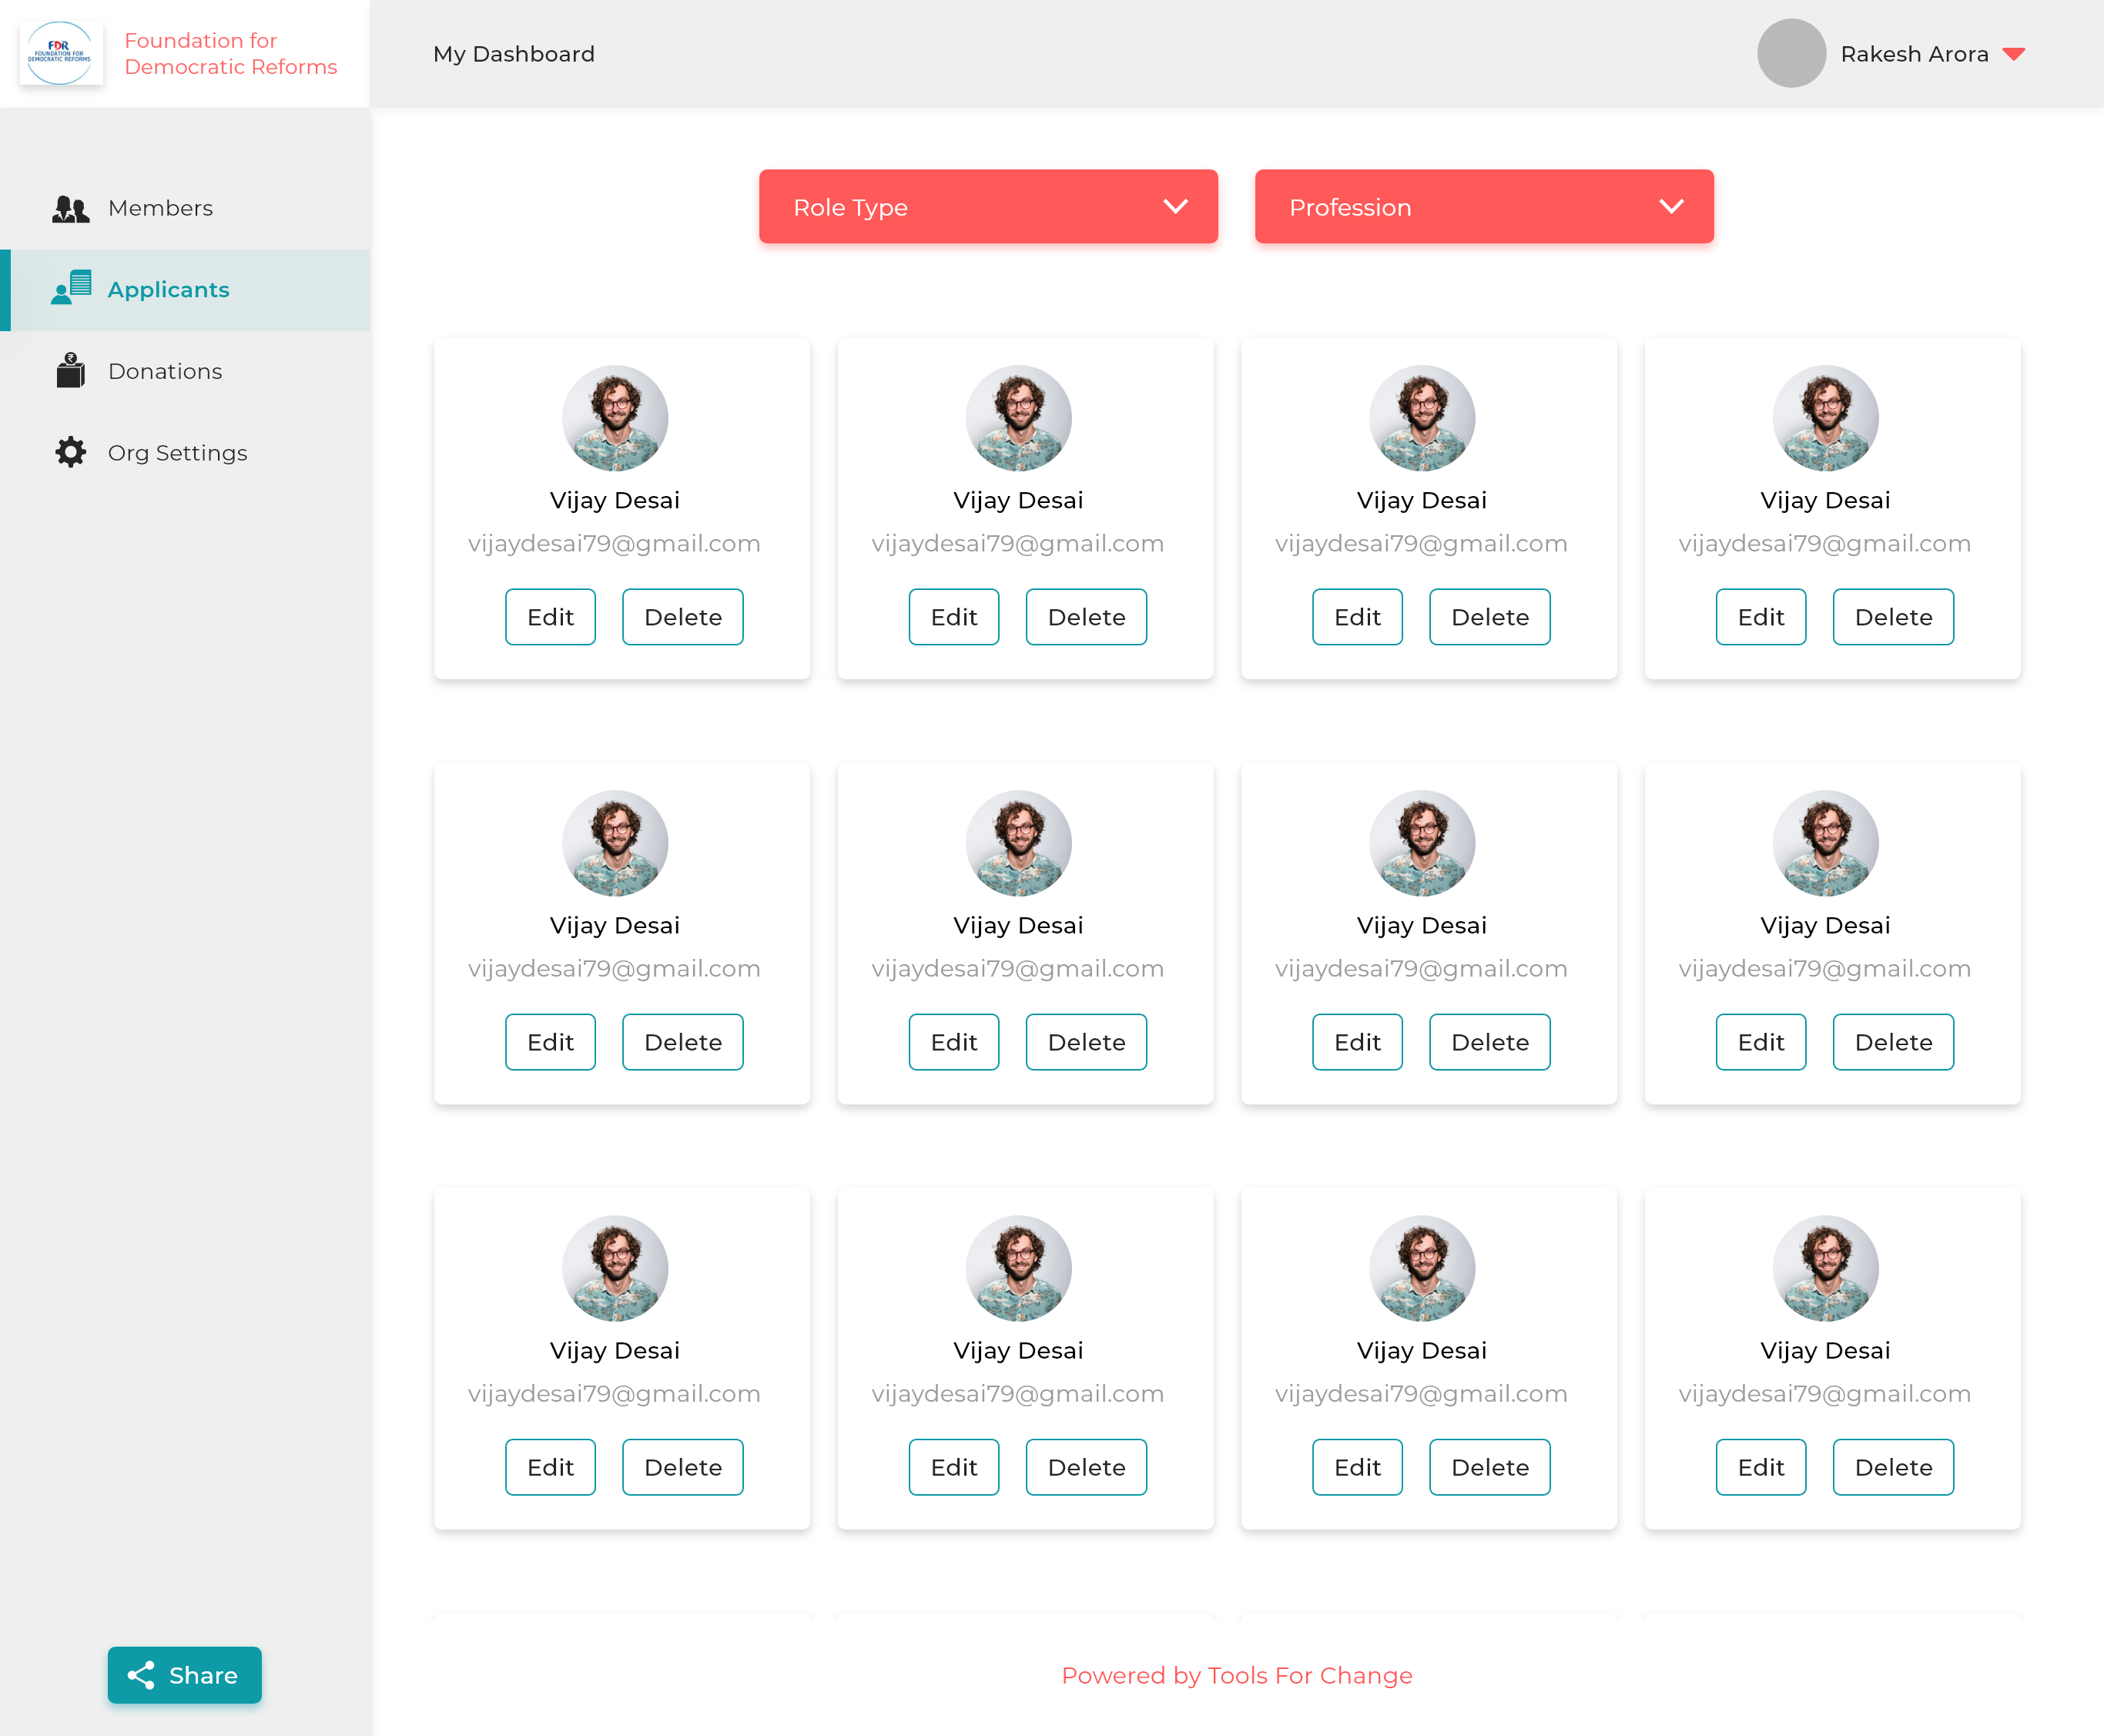 FDR
FOUNDATION FOR
DEMOCRATIC REFORMS
Foundation for
Democratic Reforms
My Dashboard
Rakesh Arora
Members
Applicants
Donations
Org Settings
Role Type
Profession
Vijay Desai
vijaydesai79@gmail.com
Edit
Delete
Vijay Desai
vijaydesai79@gmail.com
Edit
Delete
Vijay Desai
vijaydesai79@gmail.com
Edit
Delete
Vijay Desai
vijaydesai79@gmail.com
Edit
Delete
Vijay Desai
vijaydesai79@gmail.com
Edit
Delete
Vijay Desai
vijaydesai79@gmail.com
Edit
Delete
Vijay Desai
vijaydesai79@gmail.com
Edit
Delete
Vijay Desai
vijaydesai79@gmail.com
Edit
Delete
Vijay Desai
vijaydesai79@gmail.com
Edit
Delete
Vijay Desai
vijaydesai79@gmail.com
Edit
Delete
Vijay Desai
vijaydesai79@gmail.com
Edit
Delete
Vijay Desai
vijaydesai79@gmail.com
Edit
Delete
Share
Powered by Tools For Change